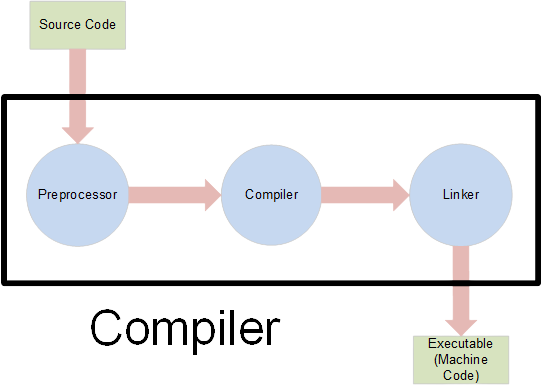 Source Code
Preprocessor
Compiler
Linker
Compiler
Executable
(Machine
Code)